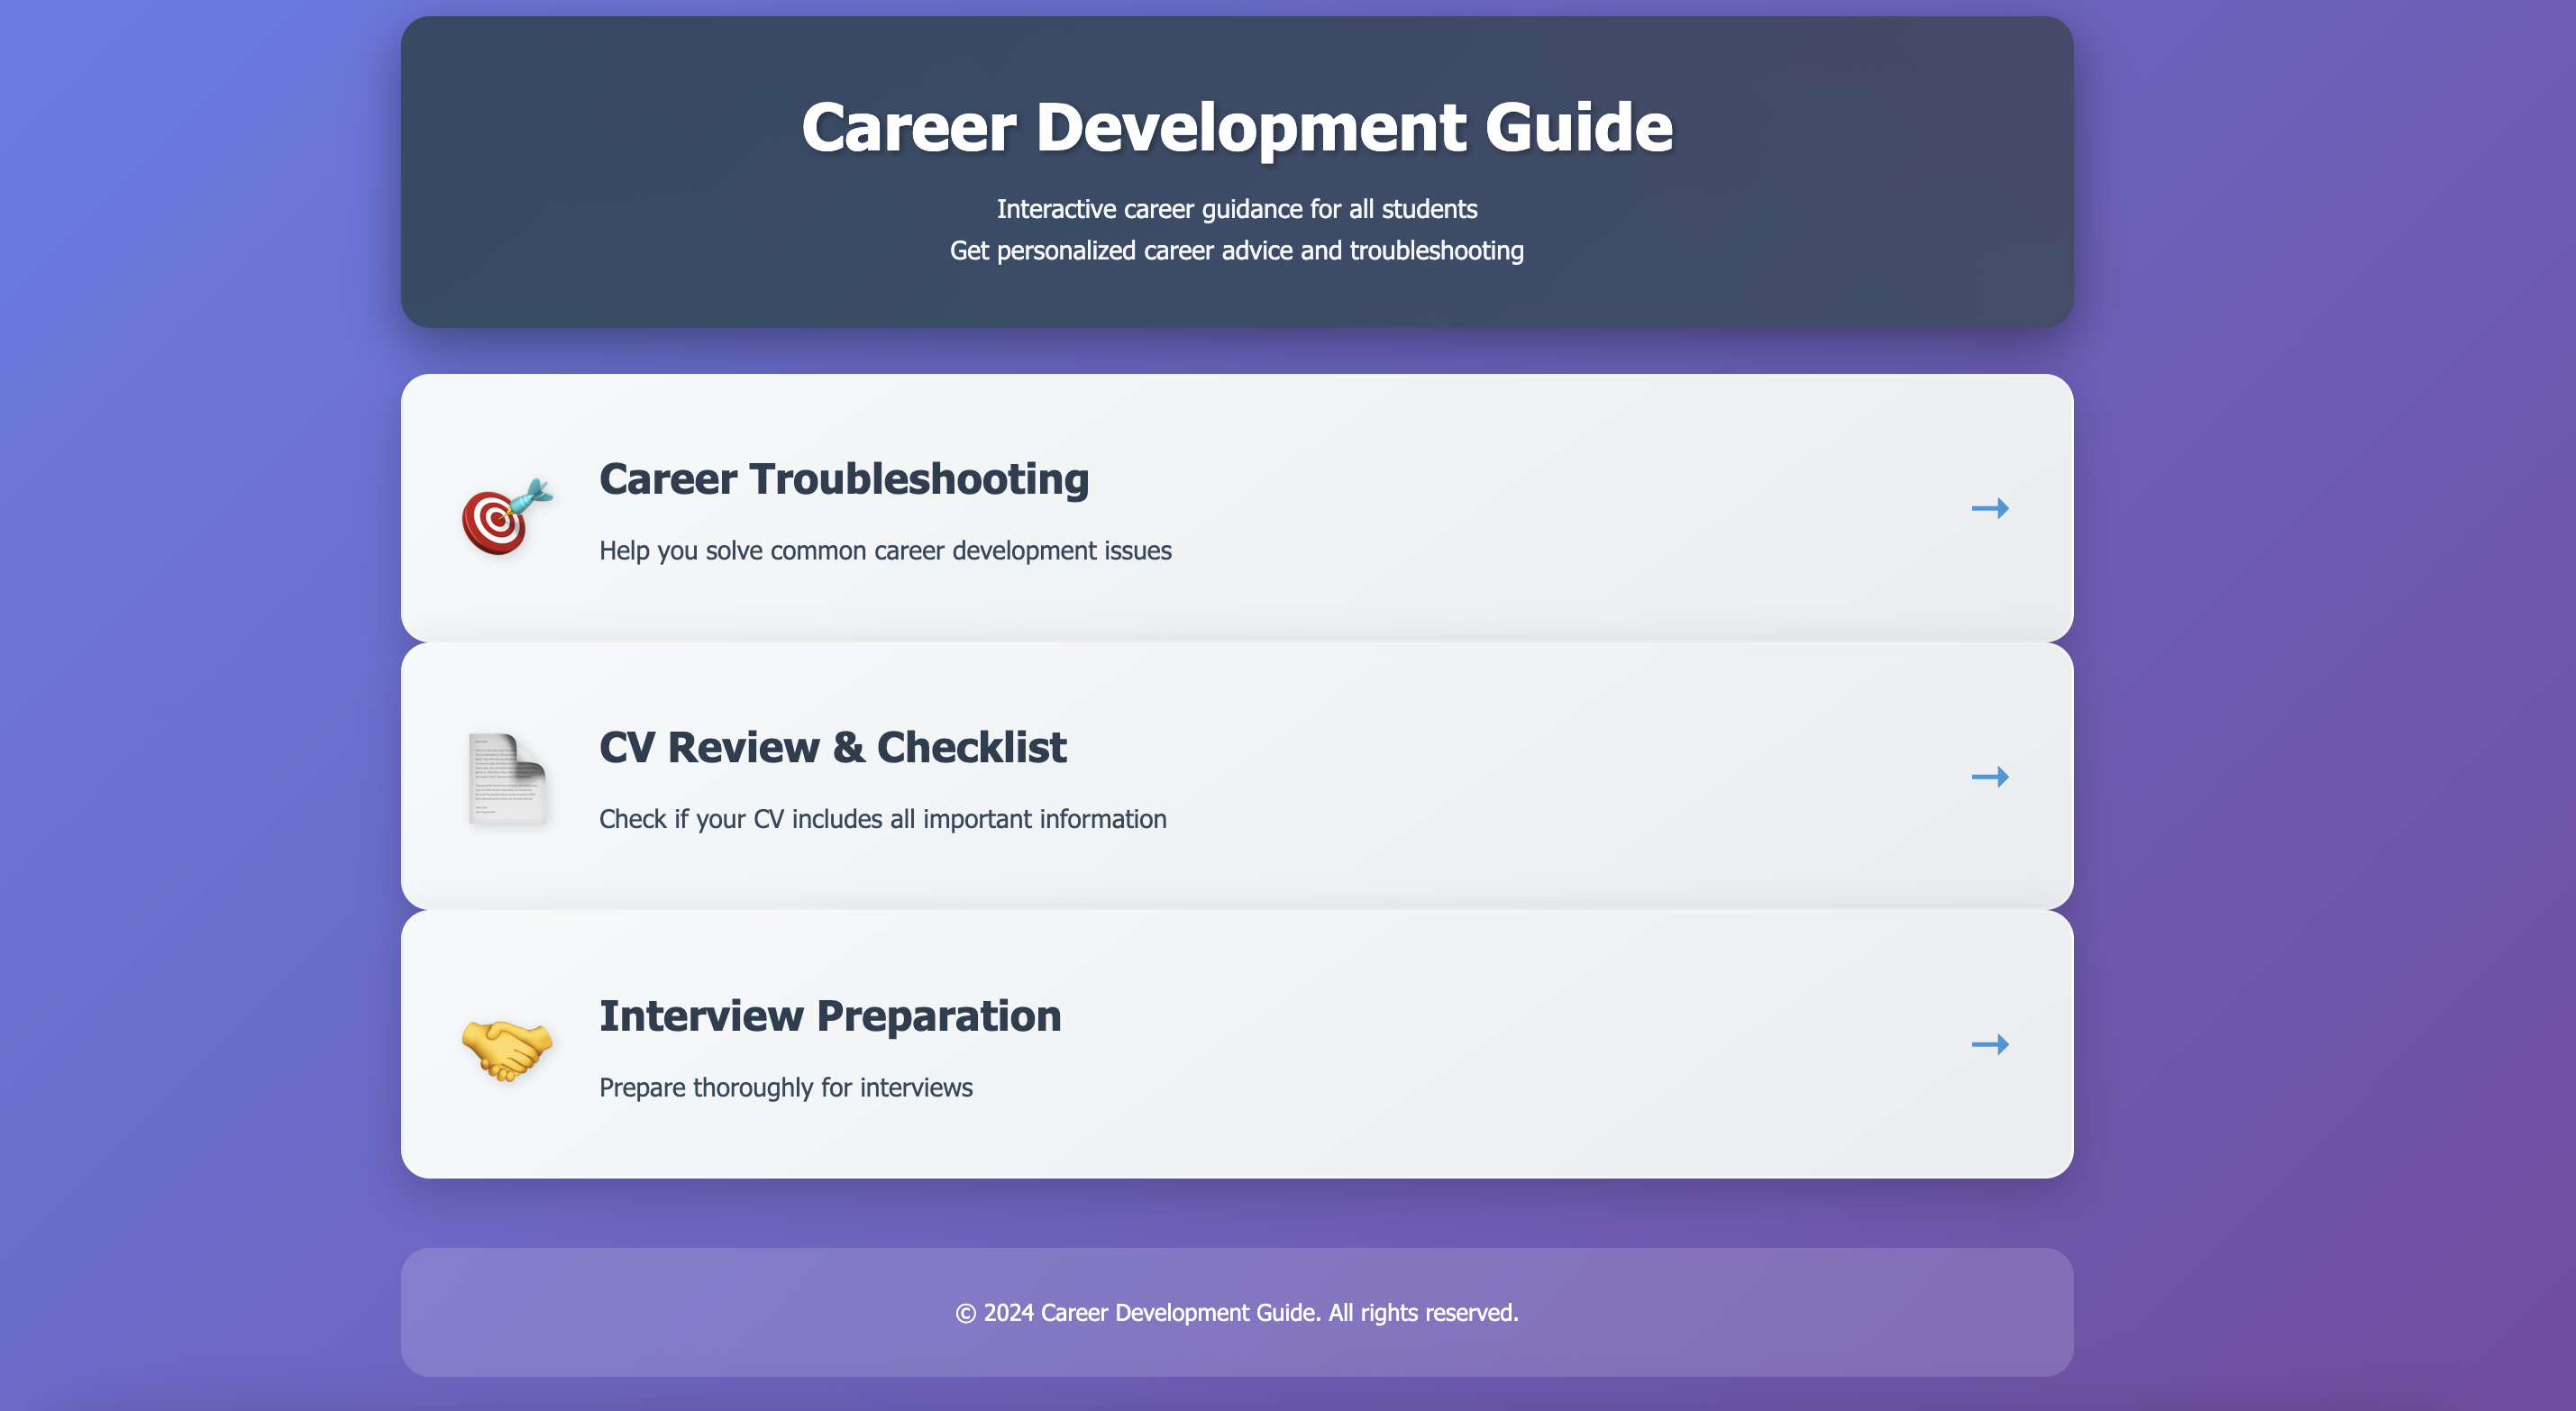 Career Development Guide
Interactive career guidance for all students
Get personalized career advice and troubleshooting
Career Troubleshooting
Help you solve common career development issues
CV Review & Checklist
Check if your CV includes all important information
Interview Preparation
Prepare thoroughly for interviews
© 2024 Career Development Guide. All rights reserved.